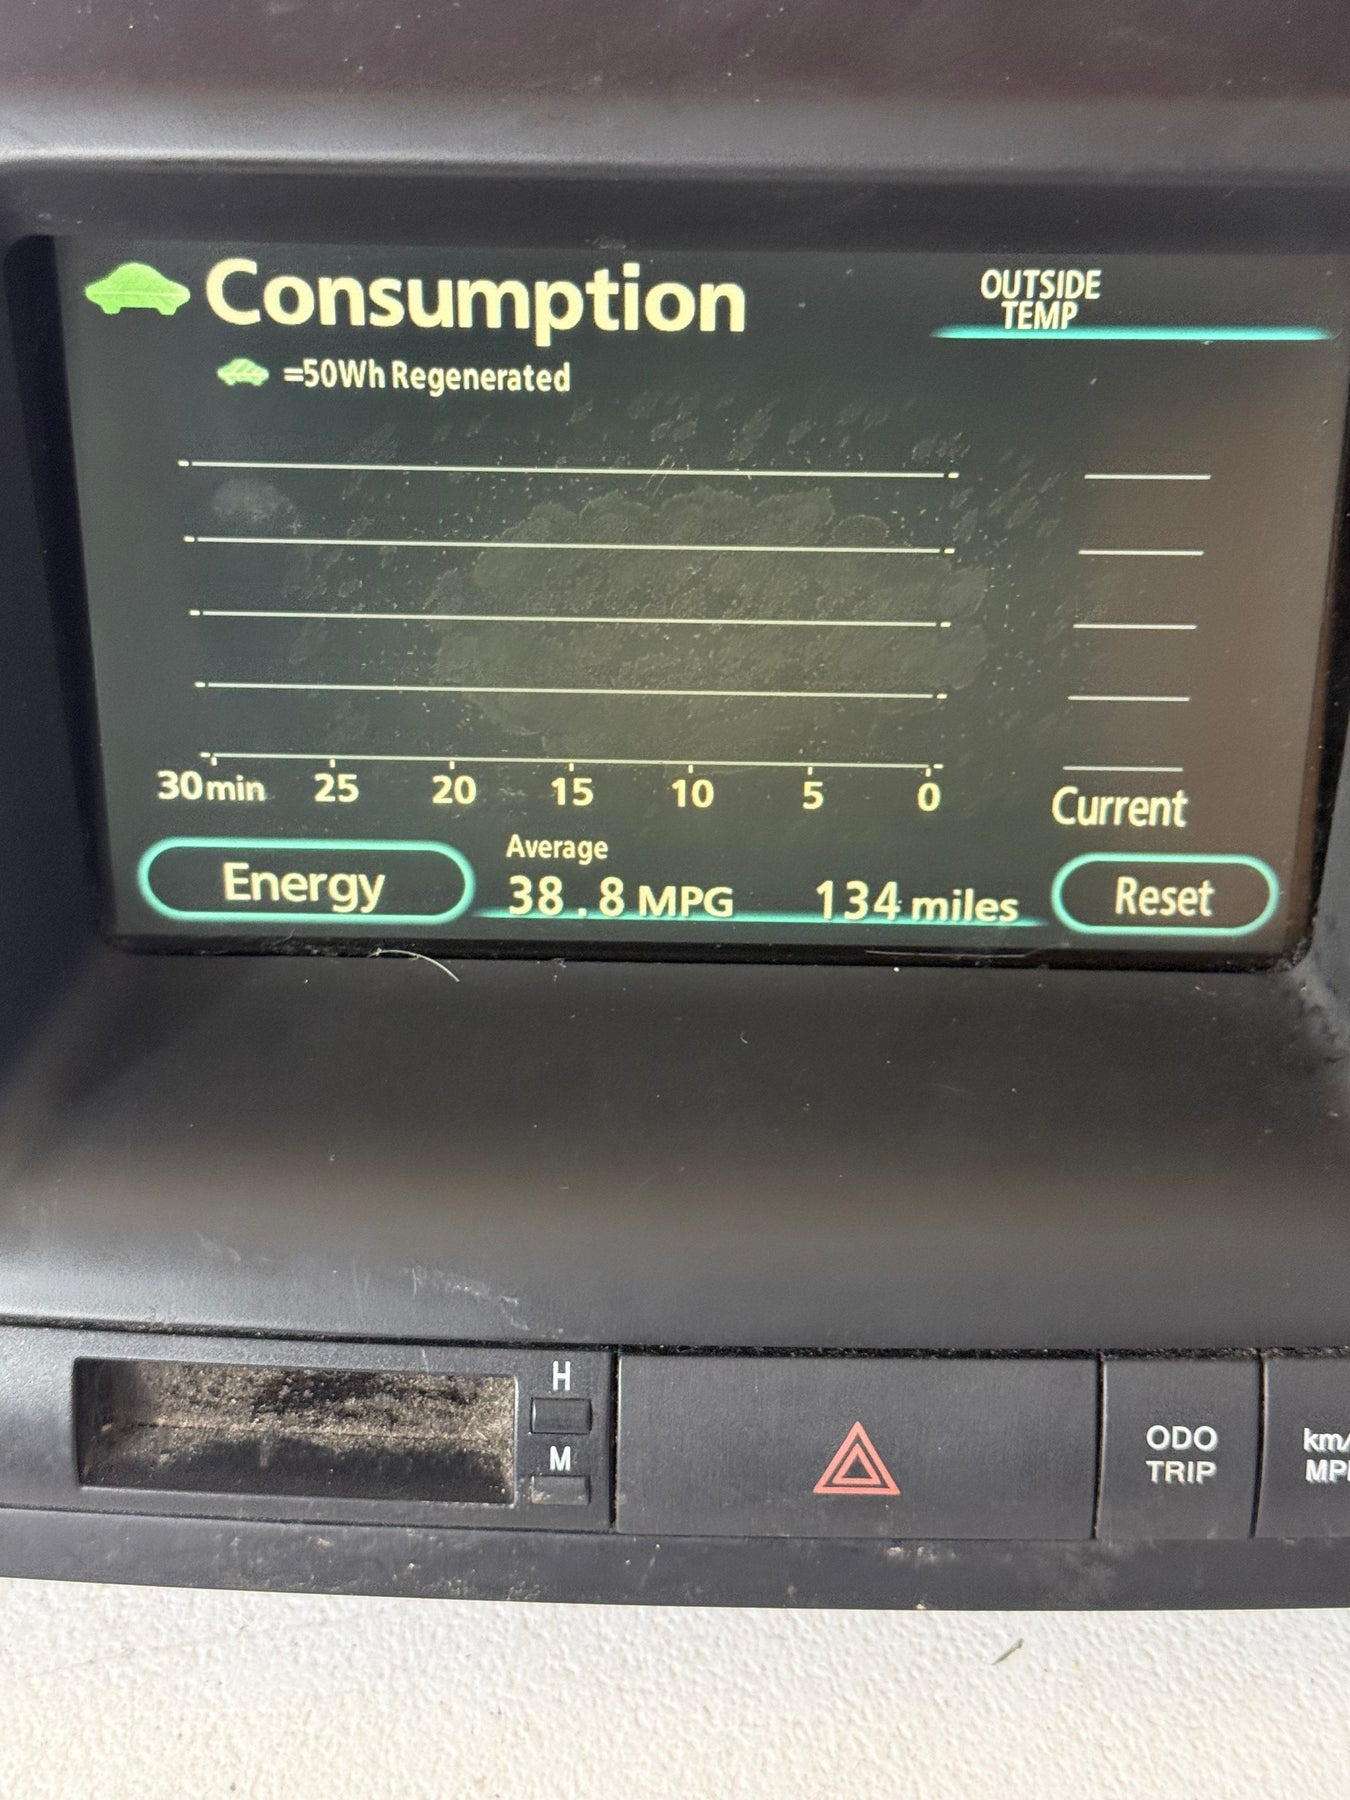 Consumption
OUTSIDE
TEMP
=50Wh Regenerated
30min 25 20 15 10 5 0
Current
Energy
Average
38.8 MPG 134 miles
Reset
H
M
ODO
TRIP
km/